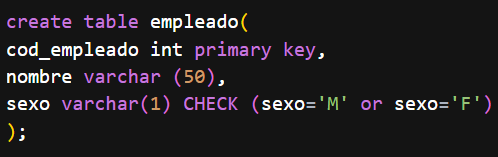 create table empleado(
cod_empleado int primary key,
nombre varchar (50),
sexo varchar(1) CHECK (sexo='M' or sexo='F')
);